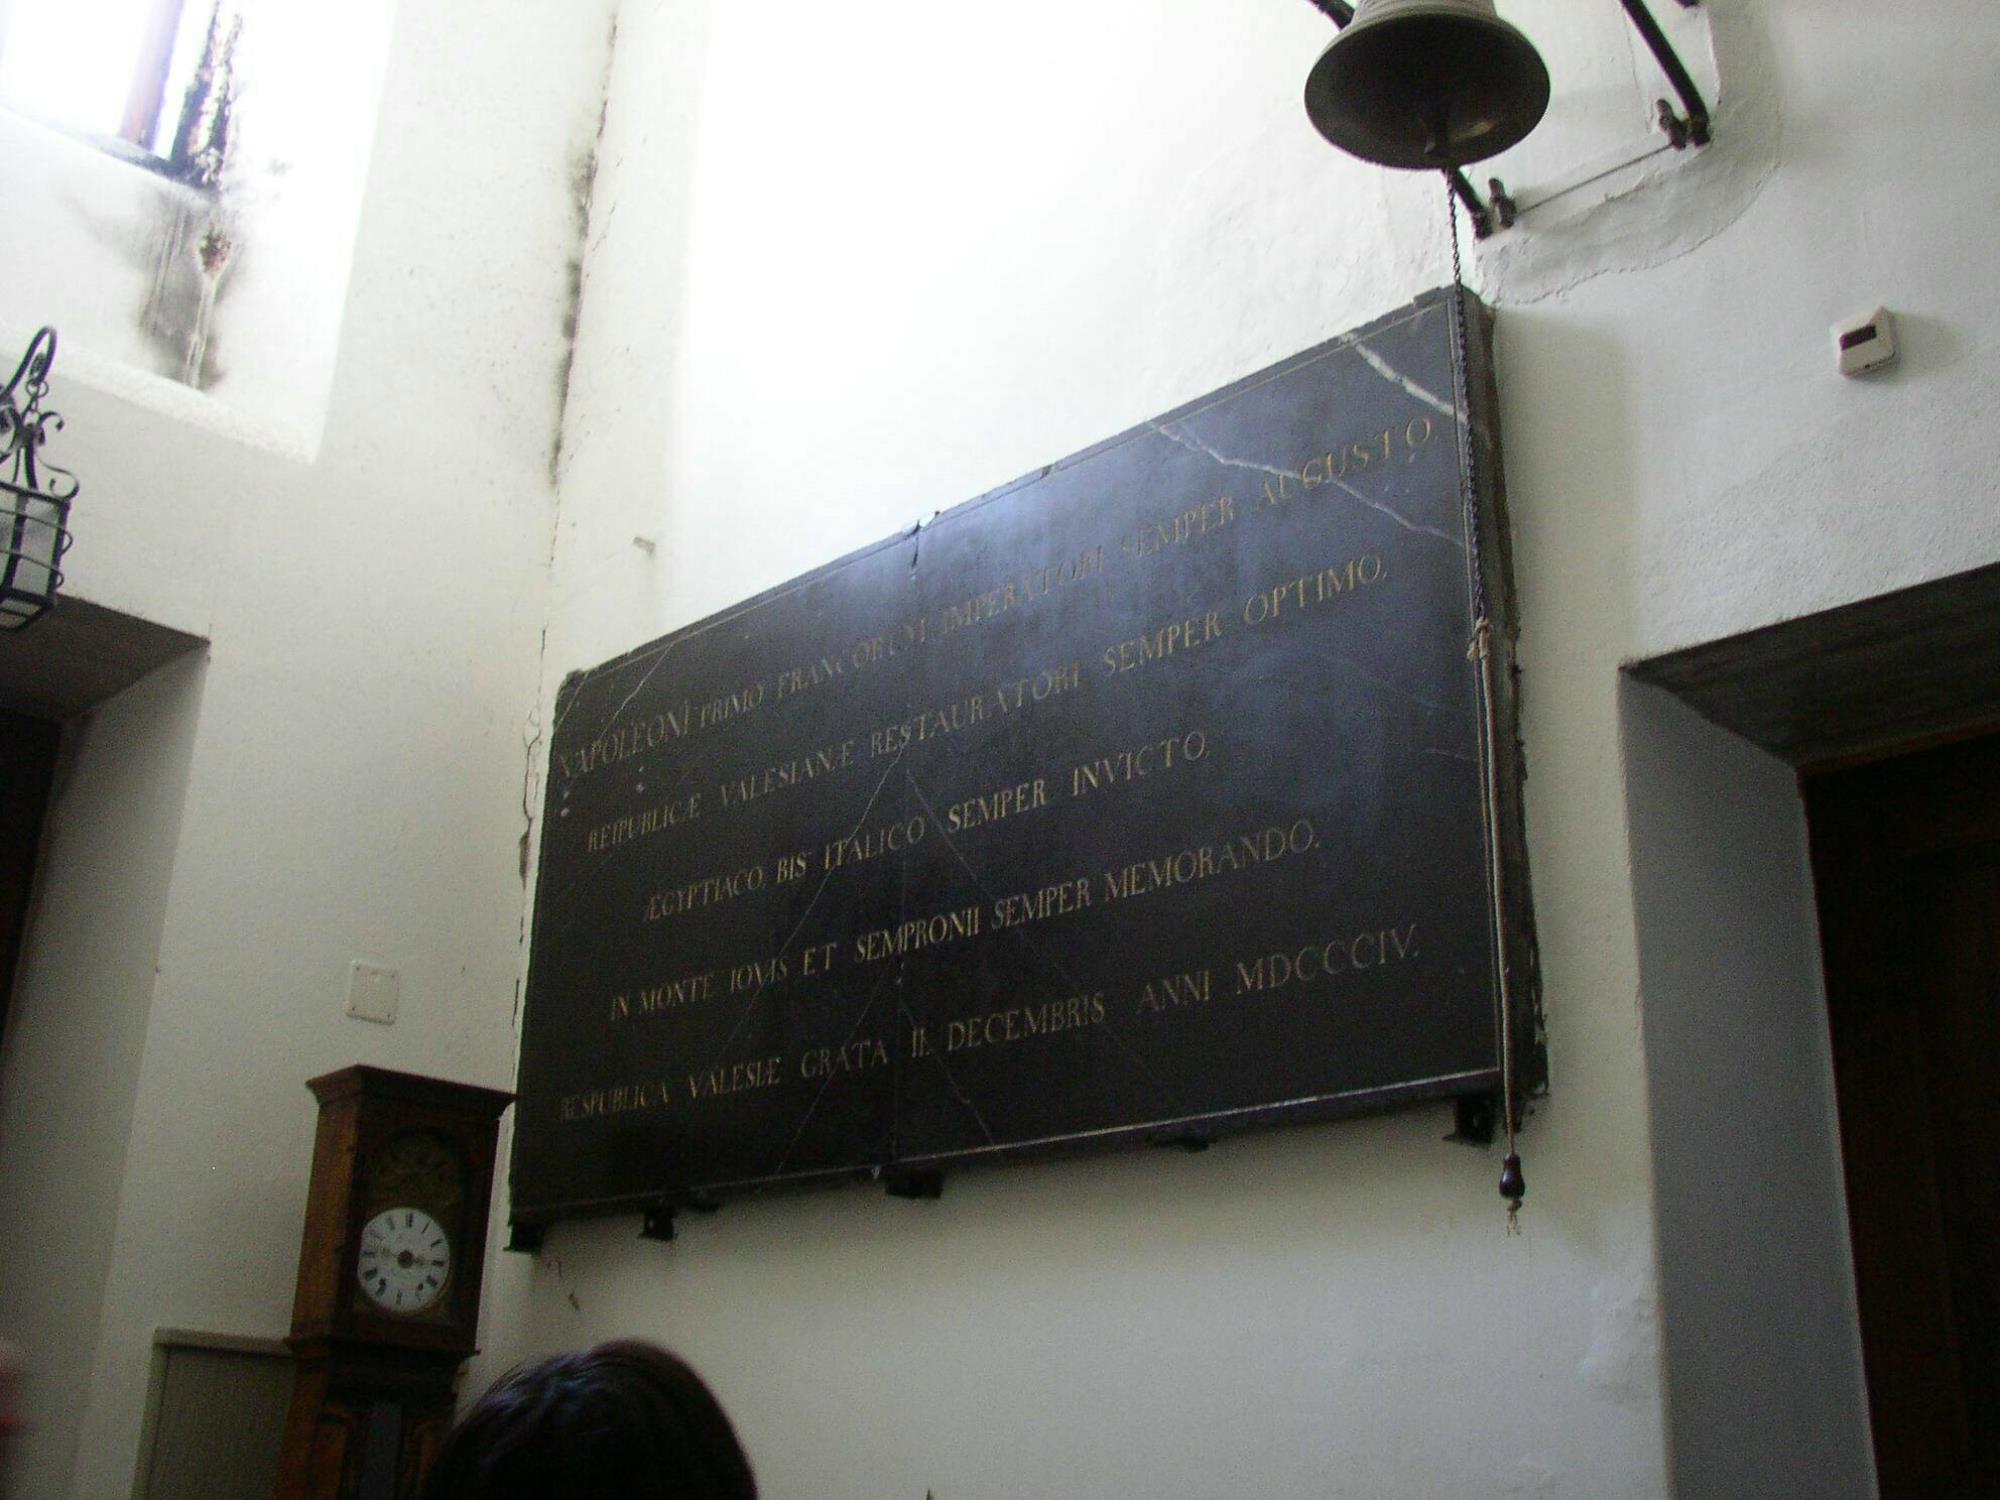 NAPOLEONI PRIMO FRANCORUM IMPERATORI SEMPER AUGUSTO.
REIPUBLICÆ VALESIANÆ RESTAURATORI SEMPER OPTIMO.
ÆGYPTIACO. BIS ITALICO SEMPER INVICTO.
IN MONTE IOVIS ET SEMPRONII SEMPER MEMORANDO.
RESPUBLICA VALESIÆ GRATA II. DECEMBRIS ANNI MDCCCIV.